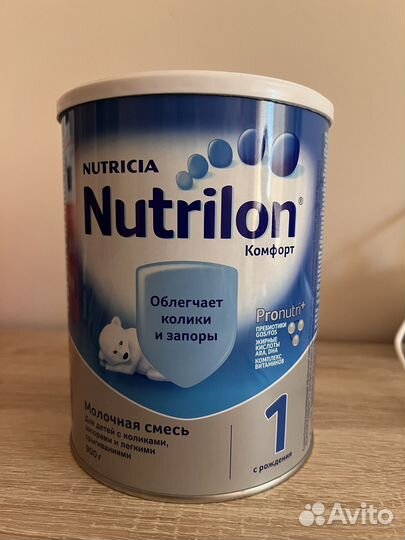 NUTRICIA
Nutrilon®
Комфорт
Облегчает
колики
и запоры
Pronutri+
ПРЕБИОТИКИ
GOS/FOS
ЖИРНЫЕ
КИСЛОТЫ
ARA, DHA
КОМПЛЕКС
ВИТАМИНОВ
Молочная смесь
Для детей с коликами,
запорами и легкими
срыгиваниями
900 г
1
с рождения
Avito